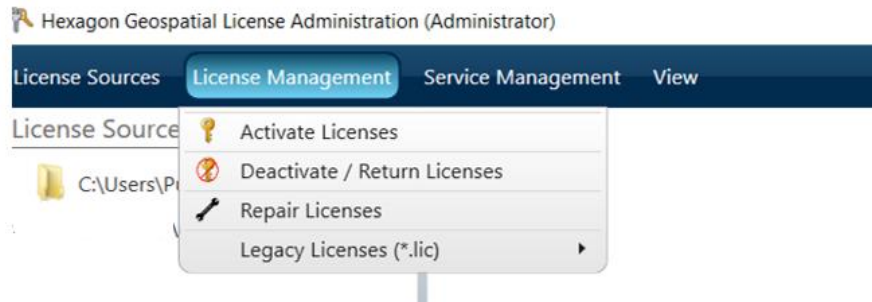 Hexagon Geospatial License Administration (Administrator)
License Sources License Management Service Management View
License Source
Activate Licenses
C:\Users\P
Deactivate / Return Licenses
Repair Licenses
Legacy Licenses (*.lic)